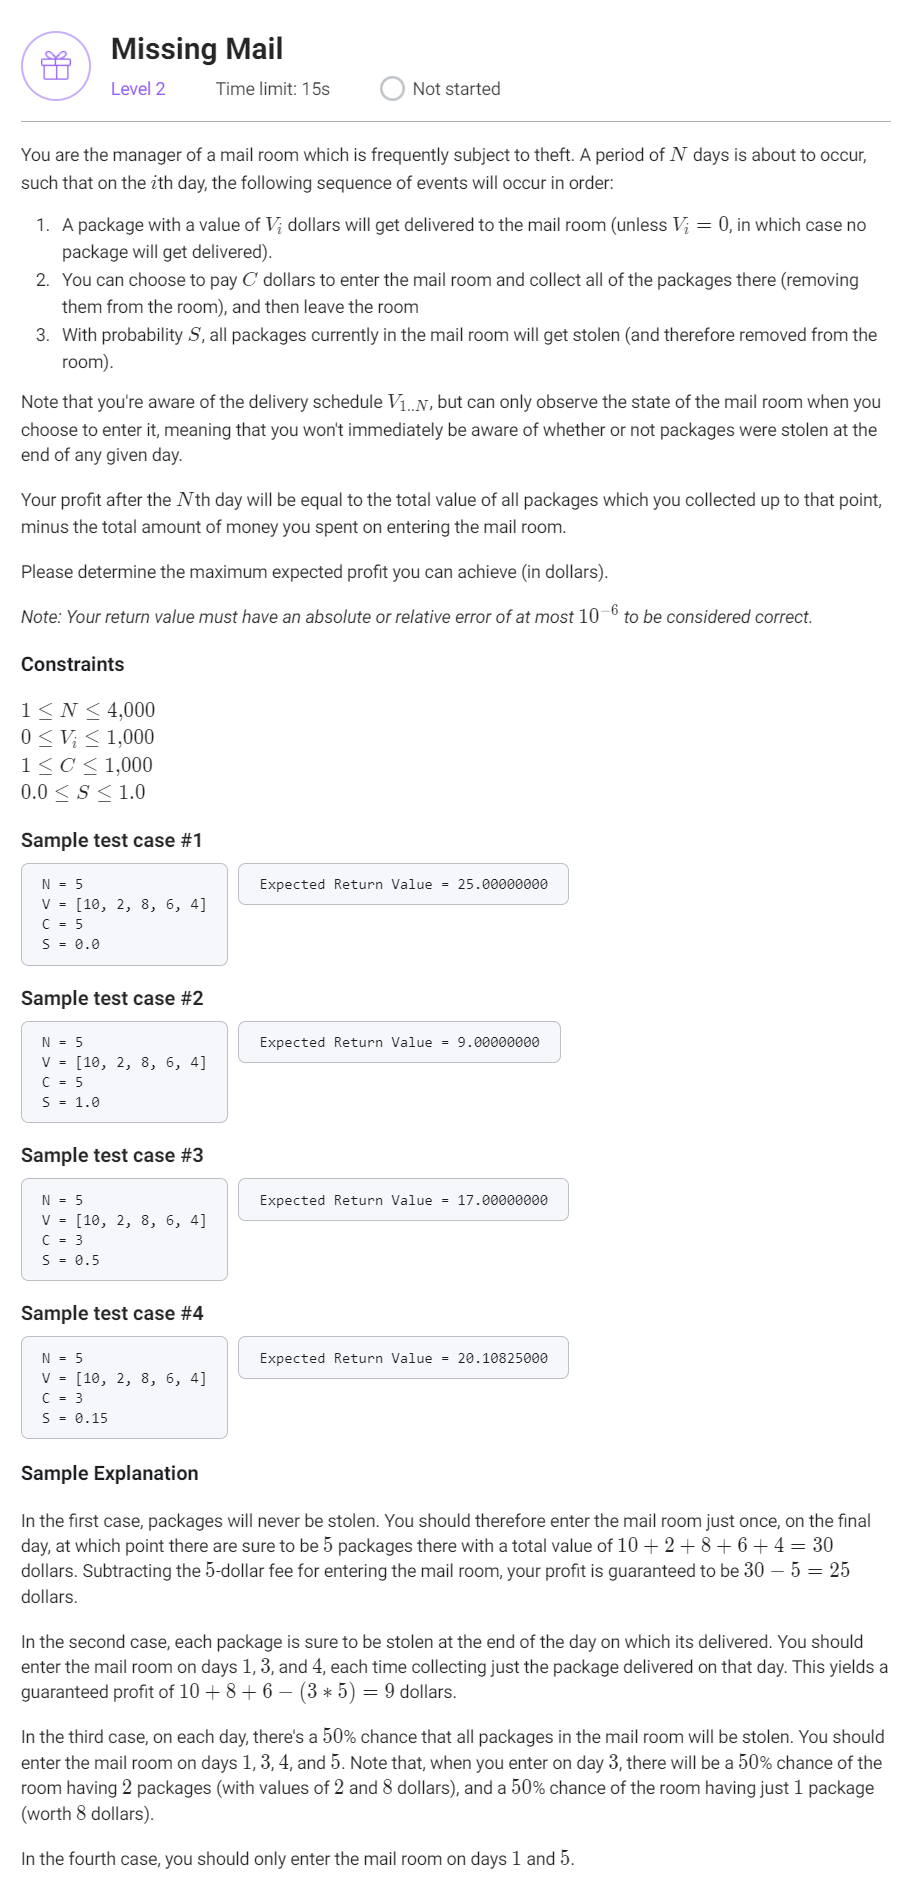 Missing Mail
Level 2 Time limit: 15s Not started
You are the manager of a mail room which is frequently subject to theft. A period of N days is about to occur,
such that on the ith day, the following sequence of events will occur in order:
1. A package with a value of V_i dollars will get delivered to the mail room (unless V_i = 0, in which case no
package will get delivered).
2. You can choose to pay C dollars to enter the mail room and collect all of the packages there (removing
them from the room), and then leave the room
3. With probability S, all packages currently in the mail room will get stolen (and therefore removed from the
room).
Note that you're aware of the delivery schedule V_1..N, but can only observe the state of the mail room when you
choose to enter it, meaning that you won't immediately be aware of whether or not packages were stolen at the
end of any given day.
Your profit after the Nth day will be equal to the total value of all packages which you collected up to that point,
minus the total amount of money you spent on entering the mail room.
Please determine the maximum expected profit you can achieve (in dollars).
Note: Your return value must have an absolute or relative error of at most 10^−6 to be considered correct.
Constraints
1 ≤ N ≤ 4,000
0 ≤ V_i ≤ 1,000
1 ≤ C ≤ 1,000
0.0 ≤ S ≤ 1.0
Sample test case #1
N = 5
V = [10, 2, 8, 6, 4]
C = 5
S = 0.0
Expected Return Value = 25.00000000
Sample test case #2
N = 5
V = [10, 2, 8, 6, 4]
C = 5
S = 1.0
Expected Return Value = 9.00000000
Sample test case #3
N = 5
V = [10, 2, 8, 6, 4]
C = 3
S = 0.5
Expected Return Value = 17.00000000
Sample test case #4
N = 5
V = [10, 2, 8, 6, 4]
C = 3
S = 0.15
Expected Return Value = 20.10825000
Sample Explanation
In the first case, packages will never be stolen. You should therefore enter the mail room just once, on the final
day, at which point there are sure to be 5 packages there with a total value of 10 + 2 + 8 + 6 + 4 = 30
dollars. Subtracting the 5-dollar fee for entering the mail room, your profit is guaranteed to be 30 − 5 = 25
dollars.
In the second case, each package is sure to be stolen at the end of the day on which its delivered. You should
enter the mail room on days 1, 3, and 4, each time collecting just the package delivered on that day. This yields a
guaranteed profit of 10 + 8 + 6 − (3 ∗ 5) = 9 dollars.
In the third case, on each day, there's a 50% chance that all packages in the mail room will be stolen. You should
enter the mail room on days 1, 3, 4, and 5. Note that, when you enter on day 3, there will be a 50% chance of the
room having 2 packages (with values of 2 and 8 dollars), and a 50% chance of the room having just 1 package
(worth 8 dollars).
In the fourth case, you should only enter the mail room on days 1 and 5.